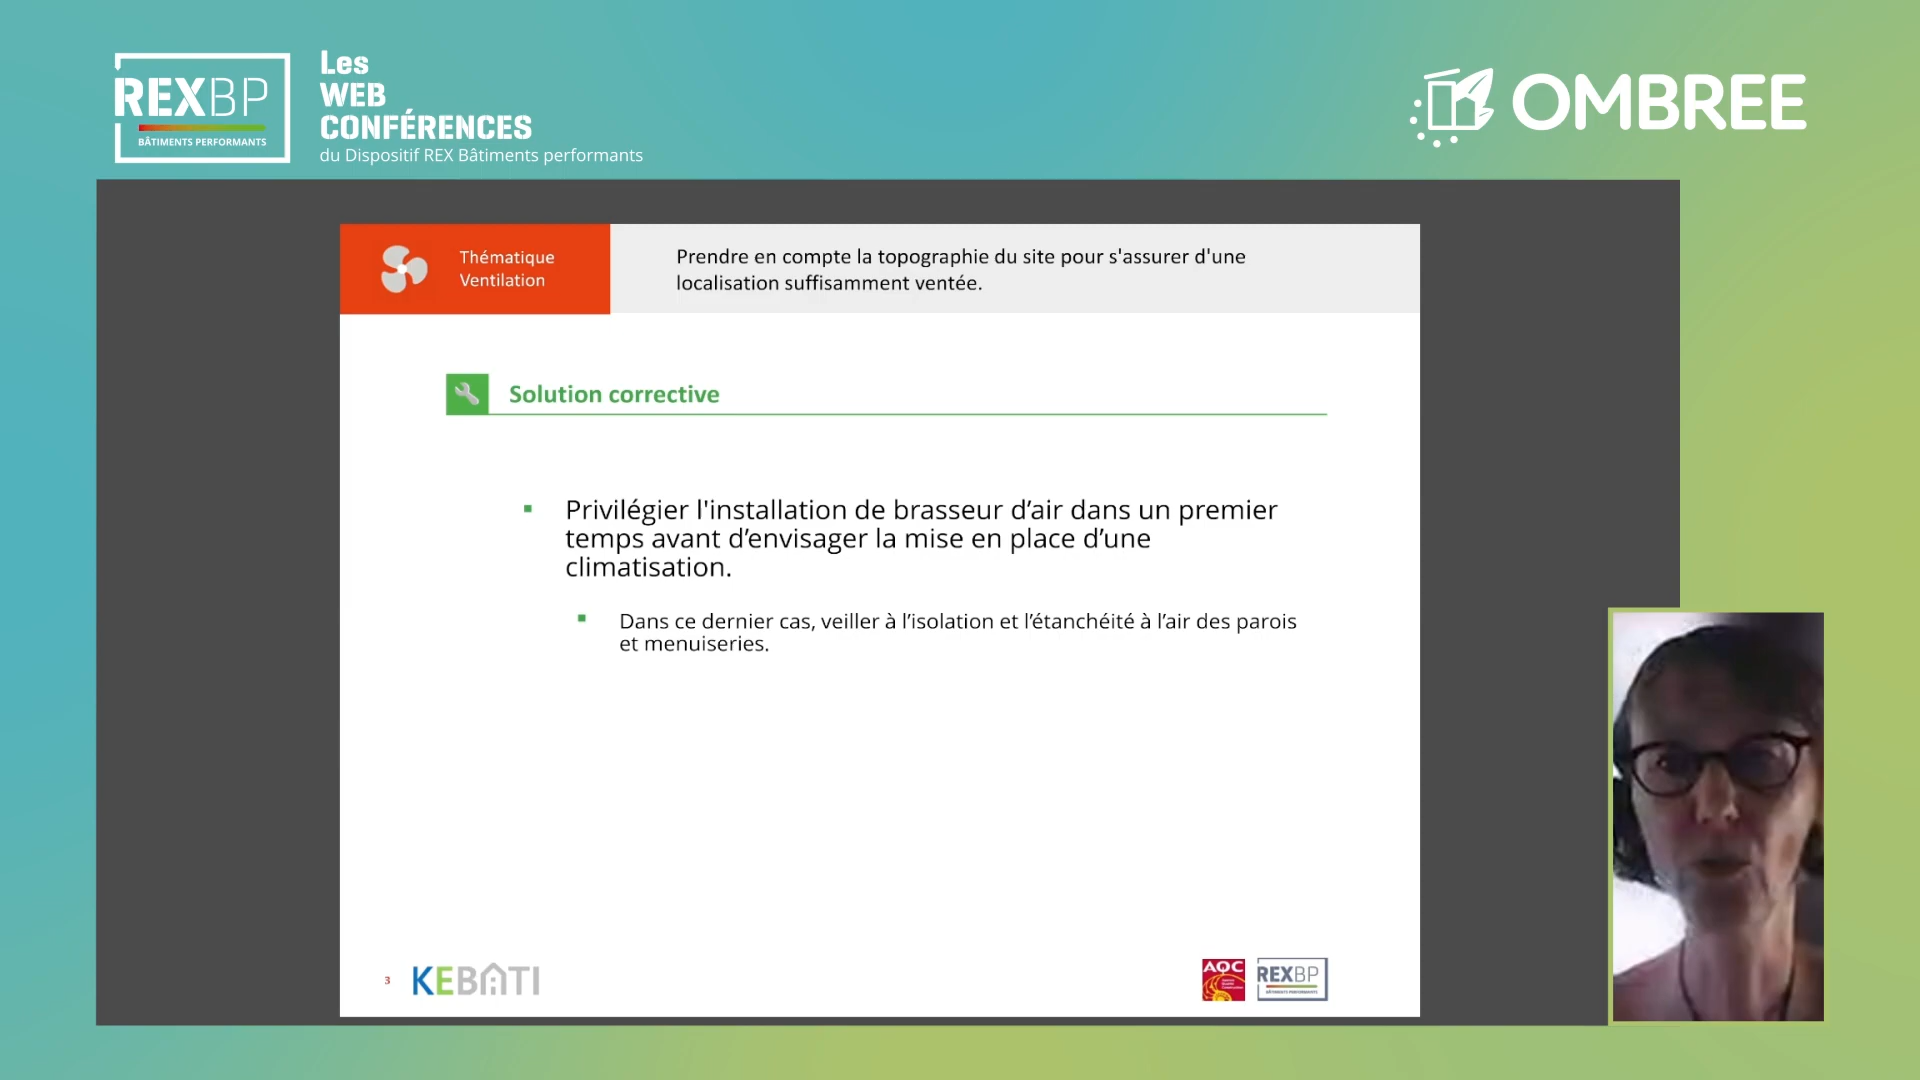 REXBP
BÂTIMENTS PERFORMANTS
Les
WEB
CONFÉRENCES
du Dispositif REX Bâtiments performants
OMBREE
Thématique
Ventilation
Prendre en compte la topographie du site pour s'assurer d'une
localisation suffisamment ventée.
Solution corrective
Privilégier l'installation de brasseur d’air dans un premier
temps avant d’envisager la mise en place d’une
climatisation.
Dans ce dernier cas, veiller à l’isolation et l’étanchéité à l’air des parois
et menuiseries.
3
KEBATI
AQC
REXBP
BÂTIMENTS PERFORMANTS